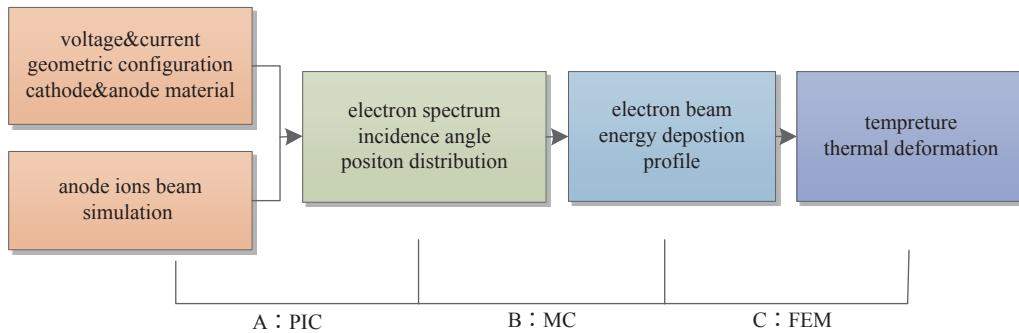 voltage&current
geometric configuration
cathode&anode material
anode ions beam
simulation
electron spectrum
incidence angle
positon distribution
electron beam
energy depostion
profile
tempreture
thermal deformation
A：PIC
B：MC
C：FEM